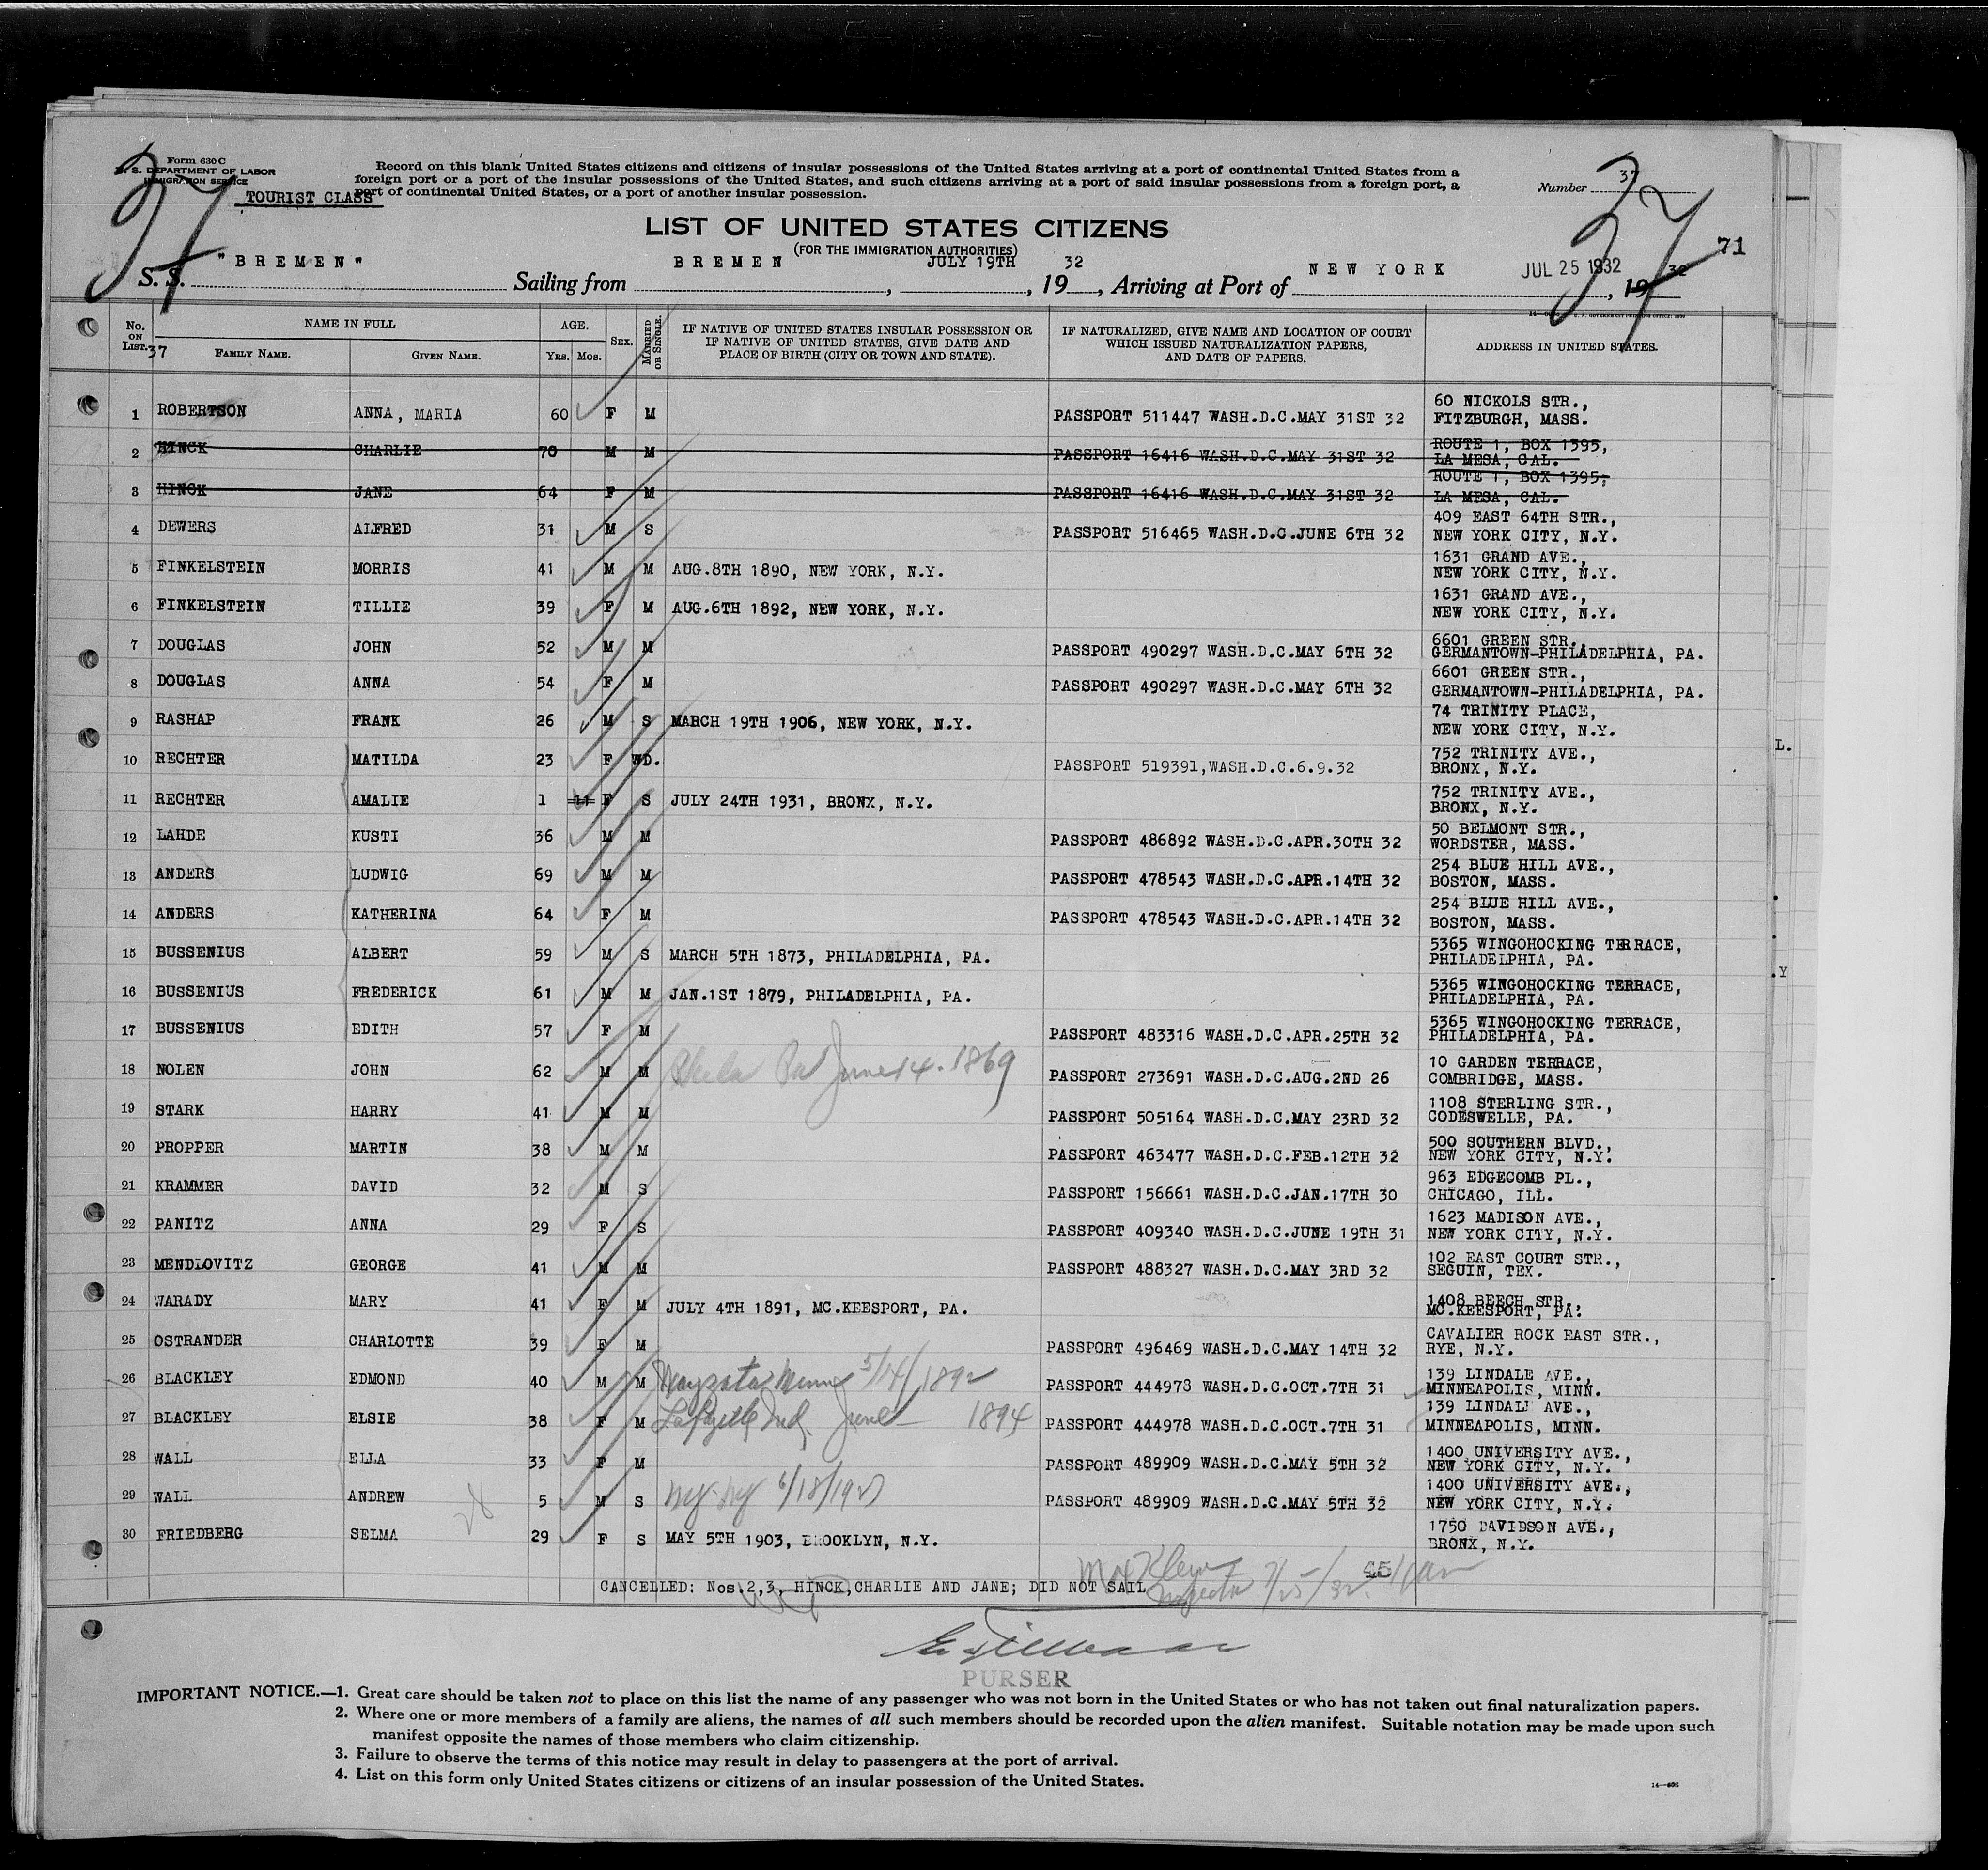 Form 630 C
U. S. DEPARTMENT OF LABOR
IMMIGRATION SERVICE
TOURIST CLASS
37
Record on this blank United States citizens and citizens of insular possessions of the United States arriving at a port of continental United States from a
foreign port or a port of the insular possessions of the United States, and such citizens arriving at a port of said insular possessions from a foreign port, a
port of continental United States, or a port of another insular possession.
Number 37
37
71
LIST OF UNITED STATES CITIZENS
(FOR THE IMMIGRATION AUTHORITIES)
S. S. "BREMEN" Sailing from BREMEN, JULY 19TH, 19 32, Arriving at Port of NEW YORK JUL 25 1932, 19 32
No. ON LIST. 37
NAME IN FULL
FAMILY NAME. GIVEN NAME.
AGE.
YRS. MOS.
SEX.
MARRIED OR SINGLE.
IF NATIVE OF UNITED STATES INSULAR POSSESSION OR
IF NATIVE OF UNITED STATES, GIVE DATE AND
PLACE OF BIRTH (CITY OR TOWN AND STATE).
IF NATURALIZED, GIVE NAME AND LOCATION OF COURT
WHICH ISSUED NATURALIZATION PAPERS,
AND DATE OF PAPERS.
ADDRESS IN UNITED STATES.
1 ROBERTSON ANNA, MARIA 60 F M PASSPORT 511447 WASH.D.C.MAY 31ST 32 60 NICKOLS STR.,
FITZBURGH, MASS.
2 HINCK CHARLIE 70 M M PASSPORT 16416 WASH.D.C.MAY 31ST 32 ROUTE 1, BOX 1395,
LA MESA, CAL.
3 HINCK JANE 64 F M PASSPORT 16416 WASH.D.C.MAY 31ST 32 ROUTE 1, BOX 1395,
LA MESA, CAL.
4 DEWERS ALFRED 31 M S PASSPORT 516465 WASH.D.C.JUNE 6TH 32 409 EAST 64TH STR.,
NEW YORK CITY, N.Y.
5 FINKELSTEIN MORRIS 41 M M AUG.8TH 1890, NEW YORK, N.Y. 1631 GRAND AVE.,
NEW YORK CITY, N.Y.
6 FINKELSTEIN TILLIE 39 F M AUG.6TH 1892, NEW YORK, N.Y. 1631 GRAND AVE.,
NEW YORK CITY, N.Y.
7 DOUGLAS JOHN 52 M M PASSPORT 490297 WASH.D.C.MAY 6TH 32 6601 GREEN STR.,
GERMANTOWN-PHILADELPHIA, PA.
8 DOUGLAS ANNA 54 F M PASSPORT 490297 WASH.D.C.MAY 6TH 32 6601 GREEN STR.,
GERMANTOWN-PHILADELPHIA, PA.
9 RASHAP FRANK 26 M S MARCH 19TH 1906, NEW YORK, N.Y. 74 TRINITY PLACE,
NEW YORK CITY, N.Y.
10 RECHTER MATILDA 23 F WD. PASSPORT 519391,WASH.D.C.6.9.32 752 TRINITY AVE.,
BRONX, N.Y.
11 RECHTER AMALIE 1 11 F S JULY 24TH 1931, BRONX, N.Y. 752 TRINITY AVE.,
BRONX, N.Y.
12 LAHDE KUSTI 36 M M PASSPORT 486892 WASH.D.C.APR.30TH 32 50 BELMONT STR.,
WORDSTER, MASS.
13 ANDERS LUDWIG 69 M M PASSPORT 478543 WASH.D.C.APR.14TH 32 254 BLUE HILL AVE.,
BOSTON, MASS.
14 ANDERS KATHERINA 64 F M PASSPORT 478543 WASH.D.C.APR.14TH 32 254 BLUE HILL AVE.,
BOSTON, MASS.
15 BUSSENIUS ALBERT 59 M S MARCH 5TH 1873, PHILADELPHIA, PA. 5365 WINGOHOCKING TERRACE,
PHILADELPHIA, PA.
16 BUSSENIUS FREDERICK 61 M M JAN.1ST 1879, PHILADELPHIA, PA. 5365 WINGOHOCKING TERRACE,
PHILADELPHIA, PA.
17 BUSSENIUS EDITH 57 F M PASSPORT 483316 WASH.D.C.APR.25TH 32 5365 WINGOHOCKING TERRACE,
PHILADELPHIA, PA.
18 NOLEN JOHN 62 M M Phila Pa June 14. 1869 PASSPORT 273691 WASH.D.C.AUG.2ND 26 10 GARDEN TERRACE,
COMBRIDGE, MASS.
19 STARK HARRY 41 M M PASSPORT 505164 WASH.D.C.MAY 23RD 32 1108 STERLING STR.,
CODESWELLE, PA.
20 PROPPER MARTIN 38 M M PASSPORT 463477 WASH.D.C.FEB.12TH 32 500 SOUTHERN BLVD.,
NEW YORK CITY, N.Y.
21 KRAMMER DAVID 32 M S PASSPORT 156661 WASH.D.C.JAN.17TH 30 963 EDGECOMB PL.,
CHICAGO, ILL.
22 PANITZ ANNA 29 F S PASSPORT 409340 WASH.D.C.JUNE 19TH 31 1623 MADISON AVE.,
NEW YORK CITY, N.Y.
23 MENDLOVITZ GEORGE 41 M M PASSPORT 488327 WASH.D.C.MAY 3RD 32 102 EAST COURT STR.,
SEGUIN, TEX.
24 WARADY MARY 41 F M JULY 4TH 1891, MC.KEESPORT, PA. 1408 BEECH STR.,
MC.KEESPORT, PA.
25 OSTRANDER CHARLOTTE 39 F M PASSPORT 496469 WASH.D.C.MAY 14TH 32 CAVALIER ROCK EAST STR.,
RYE, N.Y.
26 BLACKLEY EDMOND 40 M M Wayzata Minn 5/14/1892 PASSPORT 444978 WASH.D.C.OCT.7TH 31 139 LINDALE AVE.,
MINNEAPOLIS, MINN.
27 BLACKLEY ELSIE 38 F M Lafayette Ind. June 1894 PASSPORT 444978 WASH.D.C.OCT.7TH 31 139 LINDALE AVE.,
MINNEAPOLIS, MINN.
28 WALL ELLA 33 F M PASSPORT 489909 WASH.D.C.MAY 5TH 32 1400 UNIVERSITY AVE.,
NEW YORK CITY, N.Y.
29 WALL ANDREW 28 5 M S NY. NY 6/18/1927 PASSPORT 489909 WASH.D.C.MAY 5TH 32 1400 UNIVERSITY AVE.,
NEW YORK CITY, N.Y.
30 FRIEDBERG SELMA 29 F S MAY 5TH 1903, BROOKLYN, N.Y. 1750 DAVIDSON AVE.,
BRONX, N.Y.
CANCELLED: Nos.2,3, HINCK,CHARLIE AND JANE; DID NOT SAIL
Inspector 7/25/32.
45
PURSER
IMPORTANT NOTICE.—1. Great care should be taken not to place on this list the name of any passenger who was not born in the United States or who has not taken out final naturalization papers.
2. Where one or more members of a family are aliens, the names of all such members should be recorded upon the alien manifest. Suitable notation may be made upon such
manifest opposite the names of those members who claim citizenship.
3. Failure to observe the terms of this notice may result in delay to passengers at the port of arrival.
4. List on this form only United States citizens or citizens of an insular possession of the United States.
L.
Y